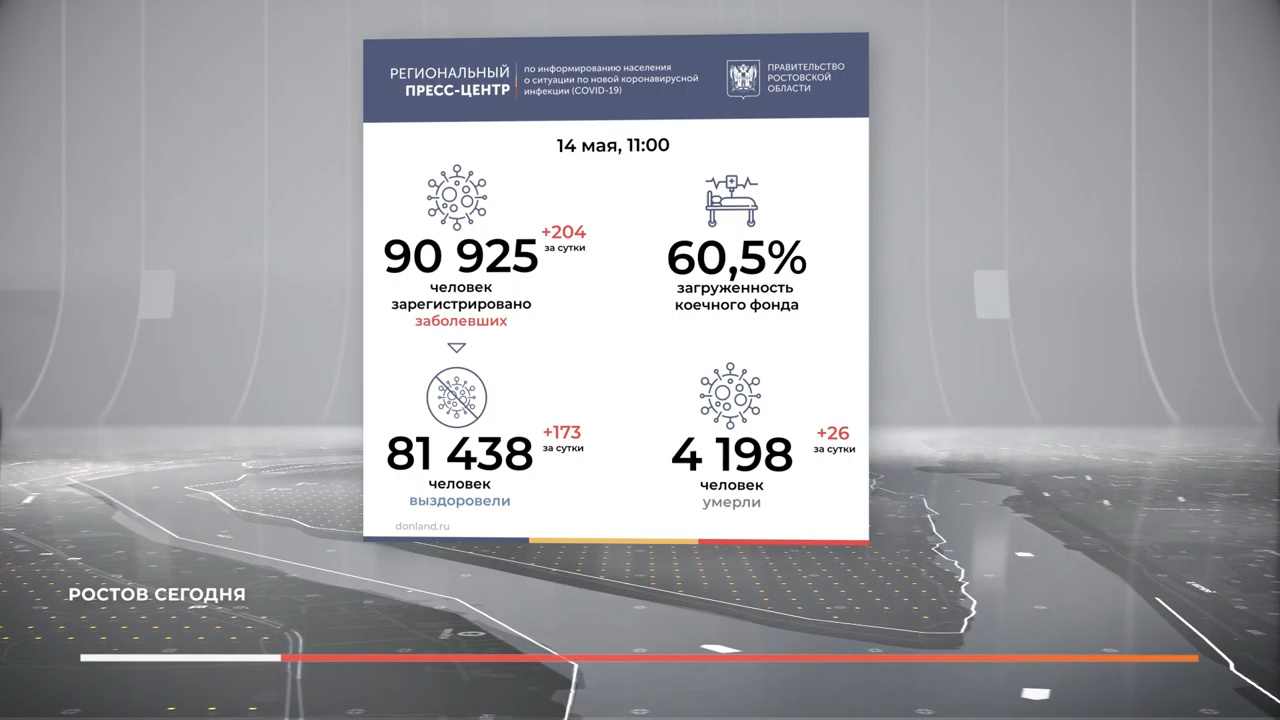 РЕГИОНАЛЬНЫЙ
ПРЕСС-ЦЕНТР
по информированию населения
о ситуации по новой коронавирусной
инфекции (COVID-19)
ПРАВИТЕЛЬСТВО
РОСТОВСКОЙ
ОБЛАСТИ
14 мая, 11:00
90 925
+204
за сутки
человек
зарегистрировано
заболевших
60,5%
загруженность
коечного фонда
81 438
+173
за сутки
человек
выздоровели
4 198
+26
за сутки
человек
умерли
donland.ru
РОСТОВ СЕГОДНЯ